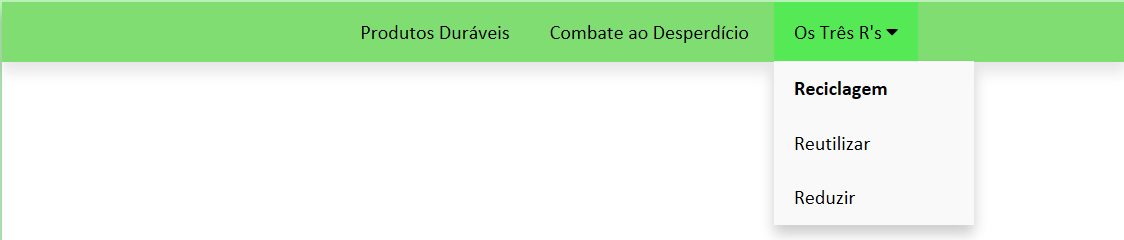 Produtos Duráveis Combate ao Desperdício Os Três R's
Reciclagem
Reutilizar
Reduzir